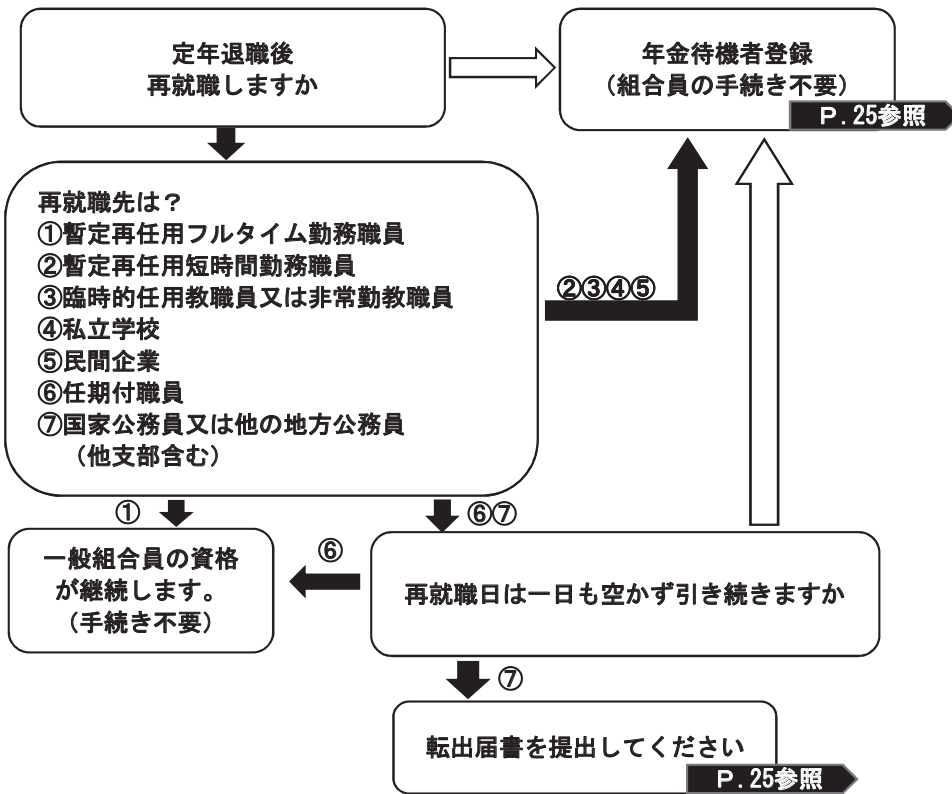 定年退職後
再就職しますか
年金待機者登録
(組合員の手続き不要)
P.25参照
再就職先は?
①暫定再任用フルタイム勤務職員
②暫定再任用短時間勤務職員
③臨時的任用教職員又は非常勤教職員
④私立学校
⑤民間企業
⑥任期付職員
⑦国家公務員又は他の地方公務員
(他支部含む)
②③④⑤
①
⑥⑦
一般組合員の資格
が継続します。
(手続き不要)
⑥
再就職日は一日も空かず引き続きますか
⑦
転出届書を提出してください
P.25参照